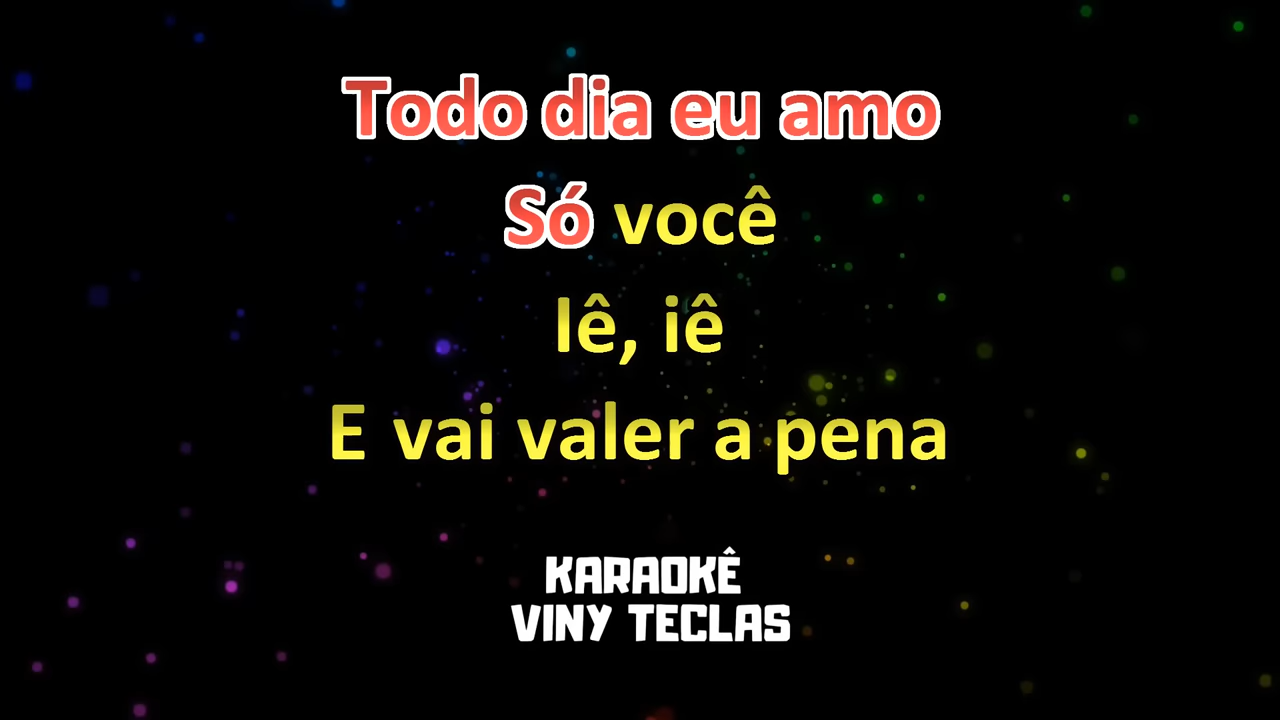 Todo dia eu amo
Só você
Iê, iê
E vai valer a pena
KARAOKÊ
VINY TECLAS